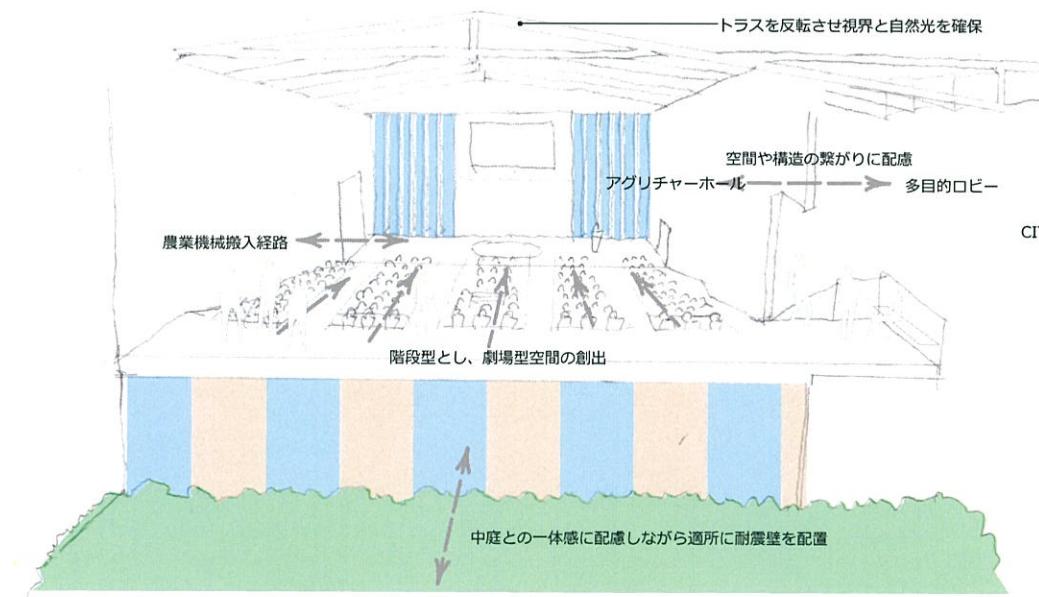 トラスを反転させ視界と自然光を確保
空間や構造の繋がりに配慮
アグリチャーホール
多目的ロビー
農業機械搬入経路
CI
階段型とし、劇場型空間の創出
中庭との一体感に配慮しながら適所に耐震壁を配置